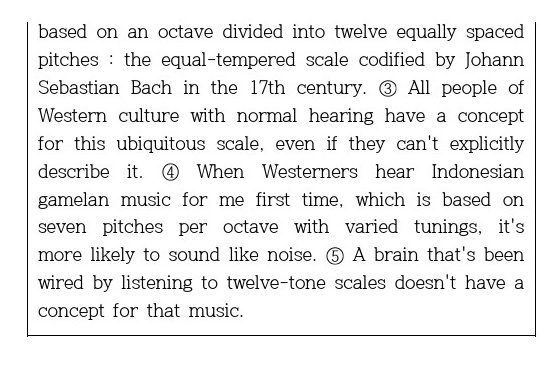 based on an octave divided into twelve equally spaced
pitches : the equal-tempered scale codified by Johann
Sebastian Bach in the 17th century. ③ All people of
Western culture with normal hearing have a concept
for this ubiquitous scale, even if they can't explicitly
describe it. ④ When Westerners hear Indonesian
gamelan music for me first time, which is based on
seven pitches per octave with varied tunings, it's
more likely to sound like noise. ⑤ A brain that's been
wired by listening to twelve-tone scales doesn't have a
concept for that music.